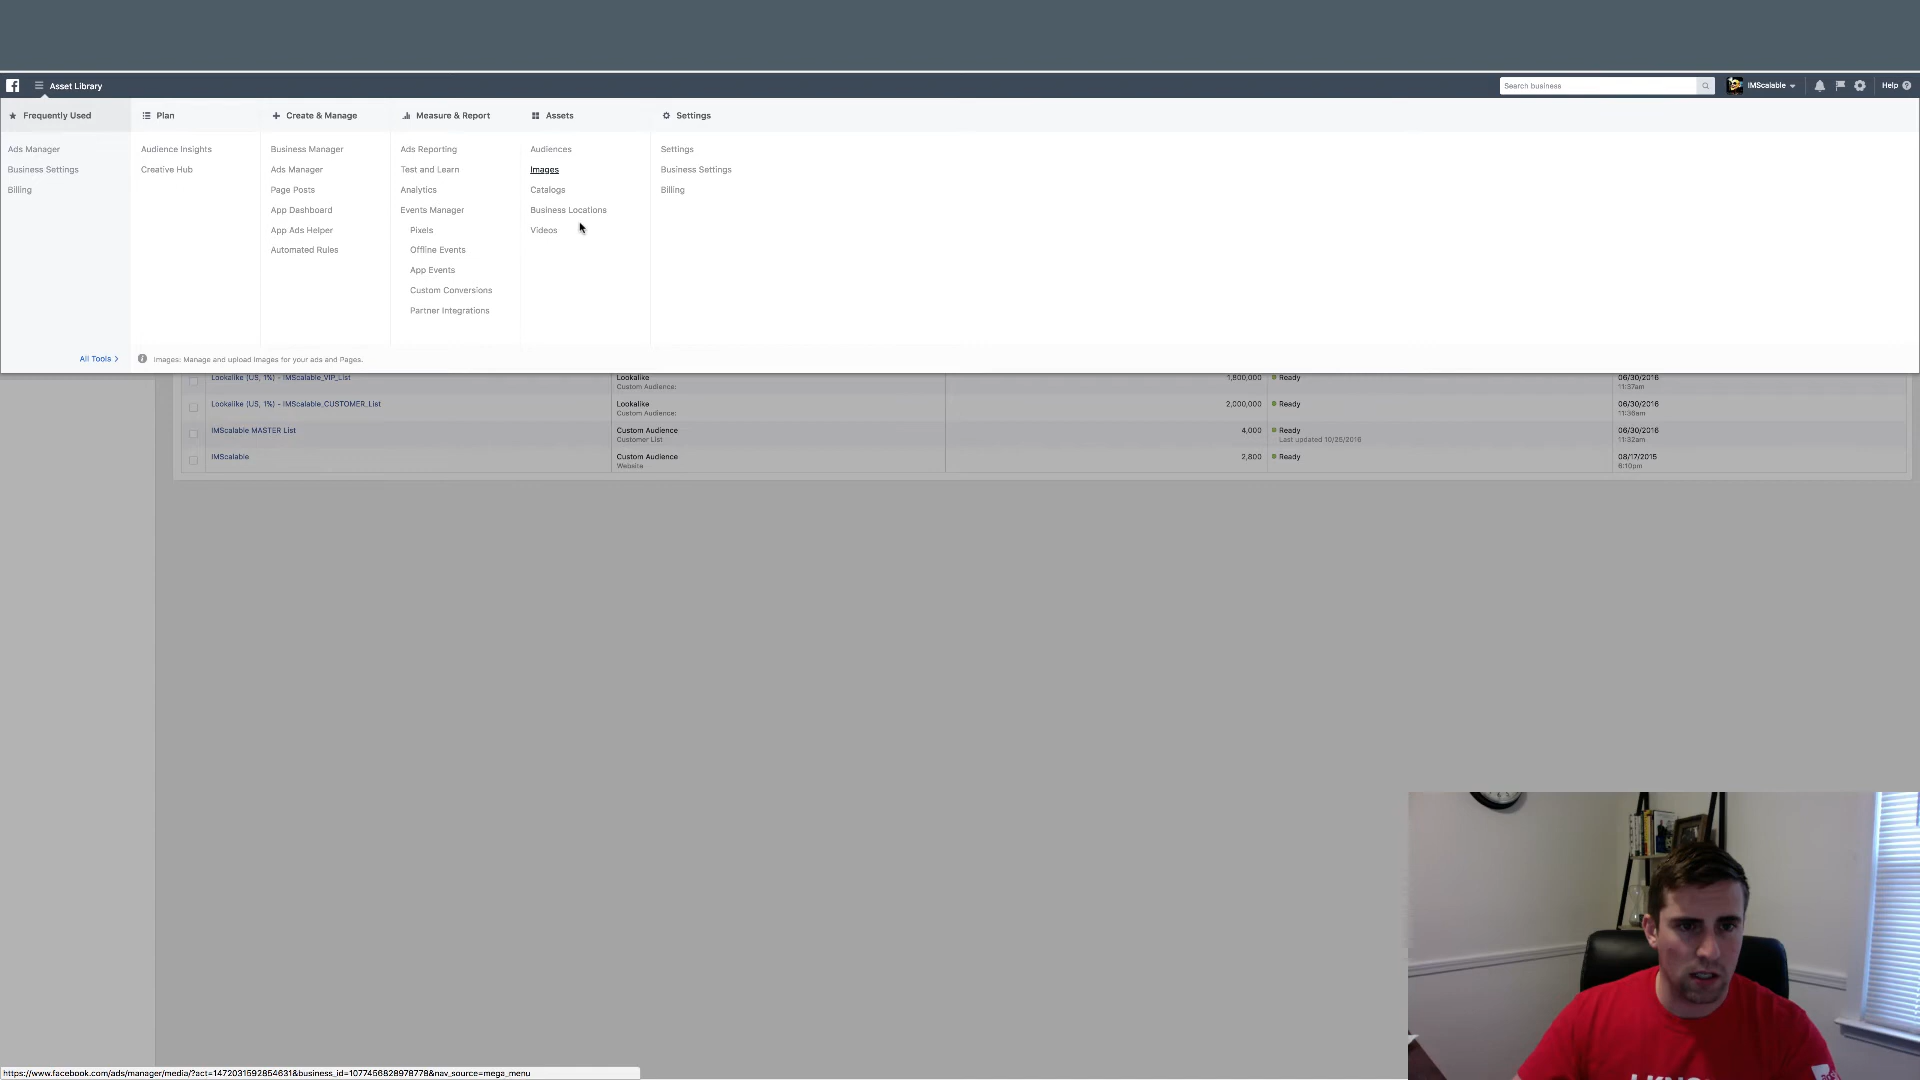 Asset Library
Search business
IMScalable
Help
Frequently Used
Plan
Create & Manage
Measure & Report
Assets
Settings
Ads Manager
Business Settings
Billing
All Tools
Audience Insights
Creative Hub
Business Manager
Ads Manager
Page Posts
App Dashboard
App Ads Helper
Automated Rules
Ads Reporting
Test and Learn
Analytics
Events Manager
Pixels
Offline Events
App Events
Custom Conversions
Partner Integrations
Audiences
Images
Catalogs
Business Locations
Videos
Settings
Business Settings
Billing
Images: Manage and upload images for your ads and Pages.
Lookalike (US, 1%) - IMScalable_VIP_List Lookalike 1,800,000 Ready 06/30/2016
Custom Audience: 11:37am
Lookalike (US, 1%) - IMScalable_CUSTOMER_List Lookalike 2,000,000 Ready 06/30/2016
Custom Audience: 11:36am
IMScalable MASTER List Custom Audience 4,000 Ready 06/30/2016
Customer List Last updated 10/26/2016 11:32am
IMScalable Custom Audience 2,800 Ready 08/17/2015
Website 6:10pm
https://www.facebook.com/ads/manager/media/?act=1472031592854631&business_id=1077456828978778&nav_source=mega_menu